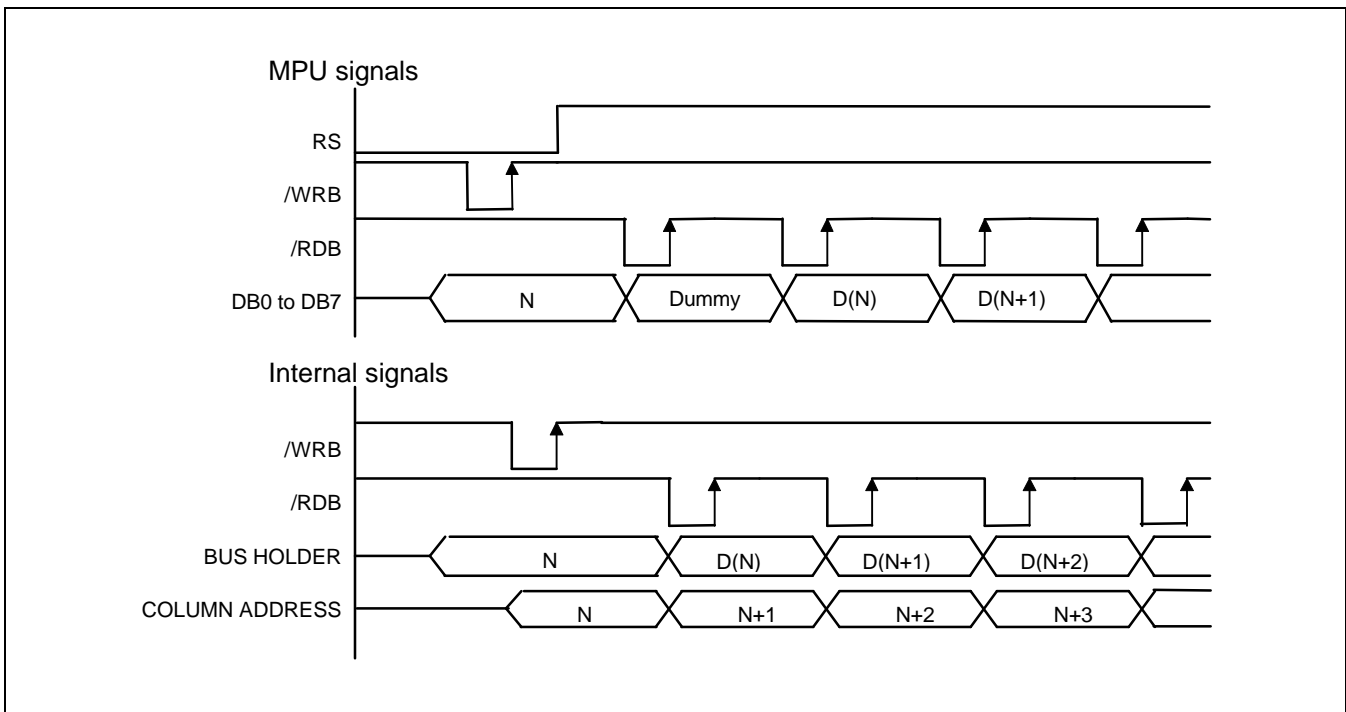 MPU signals
RS
/WRB
/RDB
DB0 to DB7 N Dummy D(N) D(N+1)
Internal signals
/WRB
/RDB
BUS HOLDER N D(N) D(N+1) D(N+2)
COLUMN ADDRESS N N+1 N+2 N+3